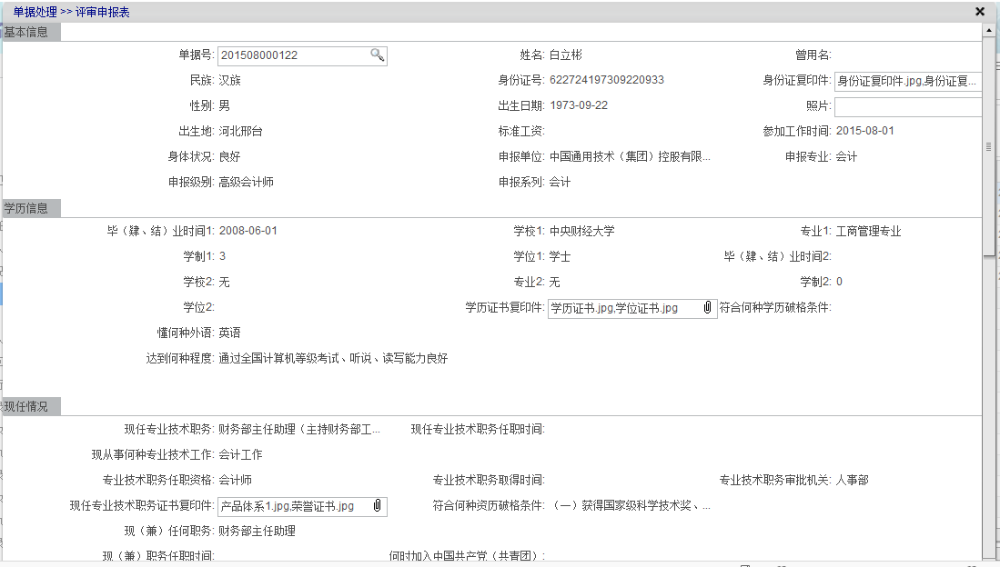 单据处理 >> 评审申报表
基本信息
单据号: 201508000122 姓名: 白立彬 曾用名:
民族: 汉族 身份证号: 622724197309220933 身份证复印件: 身份证复印件.jpg,身份证复...
性别: 男 出生日期: 1973-09-22 照片:
出生地: 河北邢台 标准工资: 参加工作时间: 2015-08-01
身体状况: 良好 申报单位: 中国通用技术（集团）控股有限... 申报专业: 会计
申报级别: 高级会计师 申报系列: 会计
学历信息
毕（肄、结）业时间1: 2008-06-01 学校1: 中央财经大学 专业1: 工商管理专业
学制1: 3 学位1: 学士 毕（肄、结）业时间2:
学校2: 无 专业2: 无 学制2: 0
学位2: 学历证书复印件: 学历证书.jpg,学位证书.jpg 符合何种学历破格条件:
懂何种外语: 英语
达到何种程度: 通过全国计算机等级考试、听说、读写能力良好
现任情况
现任专业技术职务: 财务部主任助理（主持财务部工... 现任专业技术职务任职时间:
现从事何种专业技术工作: 会计工作
专业技术职务任职资格: 会计师 专业技术职务取得时间: 专业技术职务审批机关: 人事部
现任专业技术职务证书复印件: 产品体系1.jpg,荣誉证书.jpg 符合何种资历破格条件: （一）获得国家级科学技术奖、...
现（兼）任何职务: 财务部主任助理
现（兼）职务任职时间: 何时加入中国共产党（共青团）: